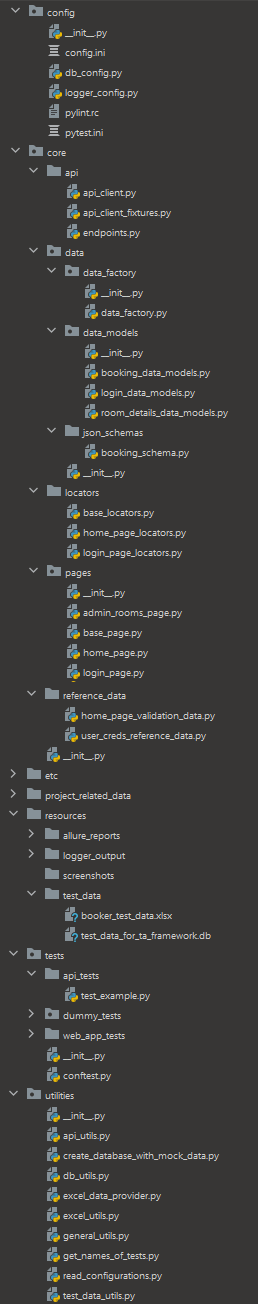 config
__init__.py
config.ini
db_config.py
logger_config.py
pylint.rc
pytest.ini
core
api
api_client.py
api_client_fixtures.py
endpoints.py
data
data_factory
__init__.py
data_factory.py
data_models
__init__.py
booking_data_models.py
login_data_models.py
room_details_data_models.py
json_schemas
booking_schema.py
__init__.py
locators
base_locators.py
home_page_locators.py
login_page_locators.py
pages
__init__.py
admin_rooms_page.py
base_page.py
home_page.py
login_page.py
reference_data
home_page_validation_data.py
user_creds_reference_data.py
__init__.py
etc
project_related_data
resources
allure_reports
logger_output
screenshots
test_data
booker_test_data.xlsx
test_data_for_ta_framework.db
tests
api_tests
test_example.py
dummy_tests
web_app_tests
__init__.py
conftest.py
utilities
__init__.py
api_utils.py
create_database_with_mock_data.py
db_utils.py
excel_data_provider.py
excel_utils.py
general_utils.py
get_names_of_tests.py
read_configurations.py
test_data_utils.py